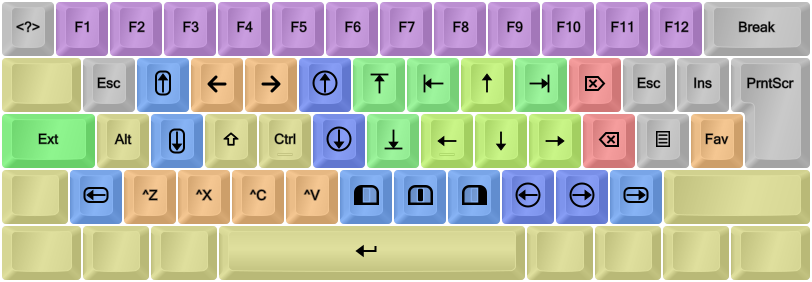 <?> F1 F2 F3 F4 F5 F6 F7 F8 F9 F10 F11 F12 Break
Esc Esc Ins PrntScr
Ext Alt Ctrl Fav
^Z ^X ^C ^V